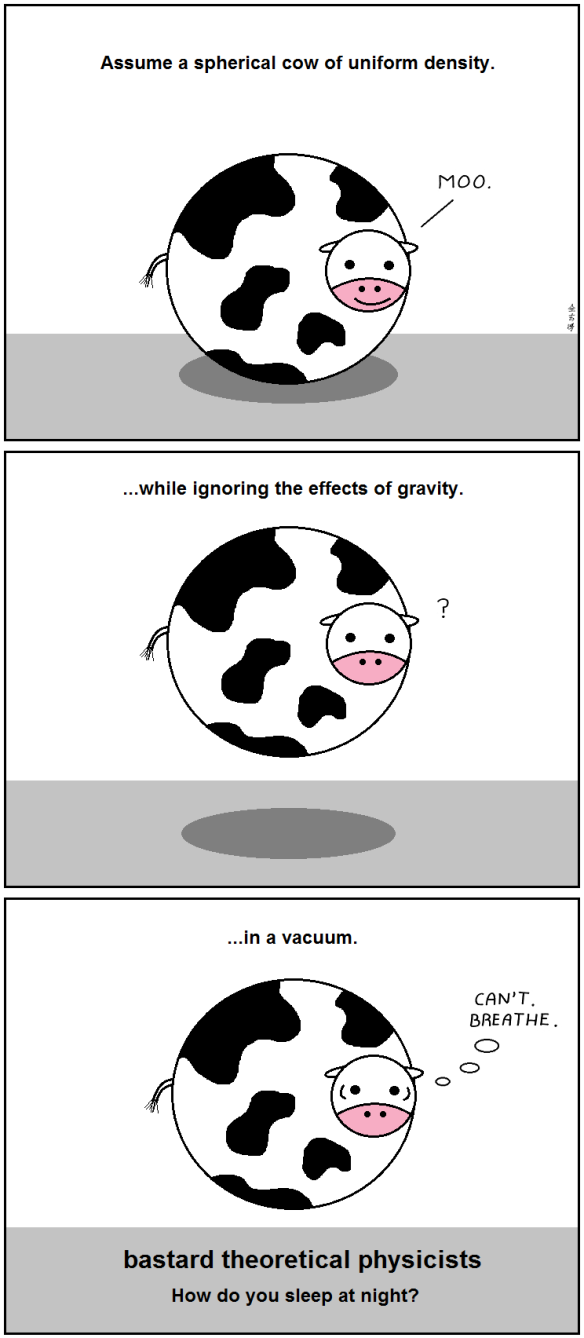 Assume a spherical cow of uniform density.
MOO.
...while ignoring the effects of gravity.
?
...in a vacuum.
CAN'T.
BREATHE.
bastard theoretical physicists
How do you sleep at night?